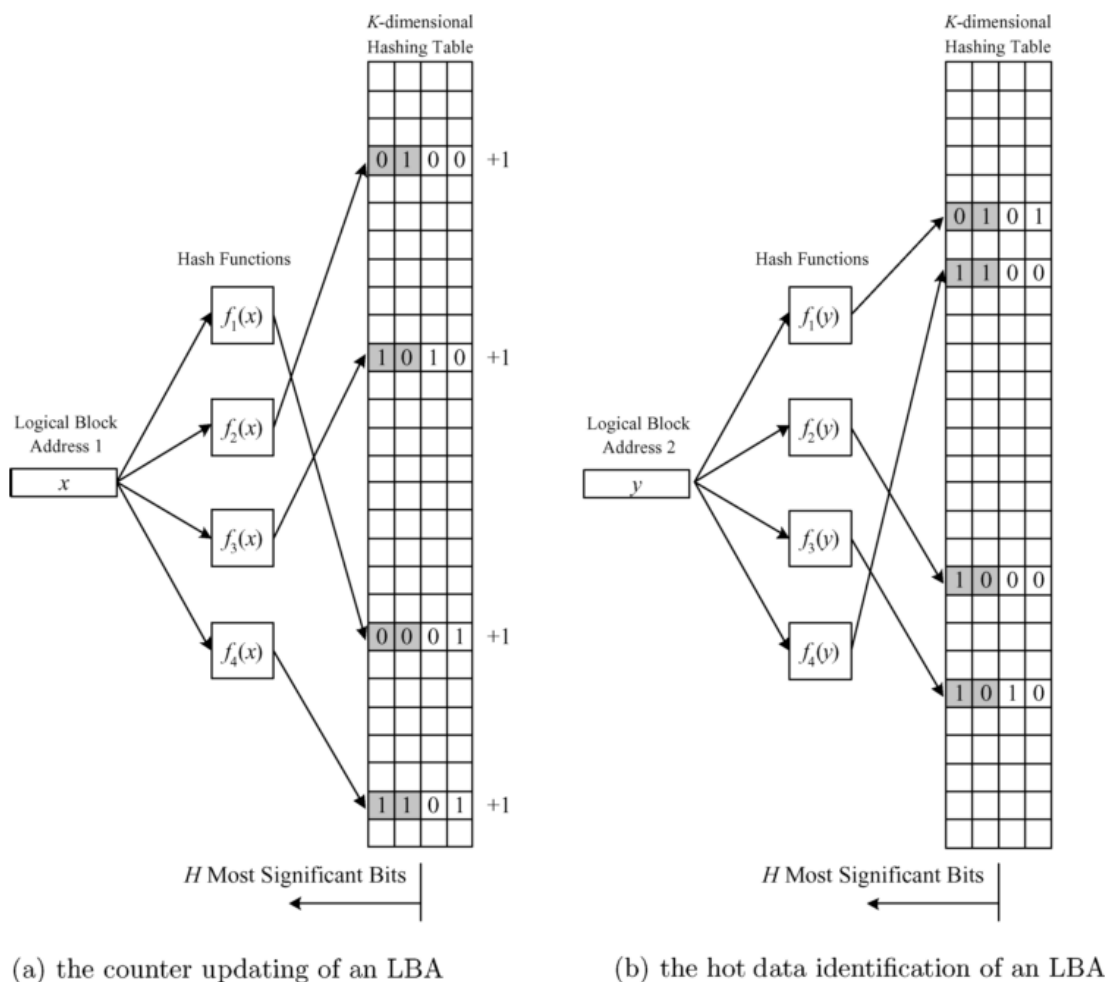 K-dimensional
Hashing Table
0 1 0 0 +1
Hash Functions
f₁(x)
1 0 1 0 +1
Logical Block
Address 1
f₂(x)
x
f₃(x)
0 0 0 1 +1
f₄(x)
1 1 0 1 +1
H Most Significant Bits
(a) the counter updating of an LBA
K-dimensional
Hashing Table
0 1 0 1
Hash Functions
1 1 0 0
f₁(y)
Logical Block
Address 2
f₂(y)
y
f₃(y)
1 0 0 0
f₄(y)
1 0 1 0
H Most Significant Bits
(b) the hot data identification of an LBA